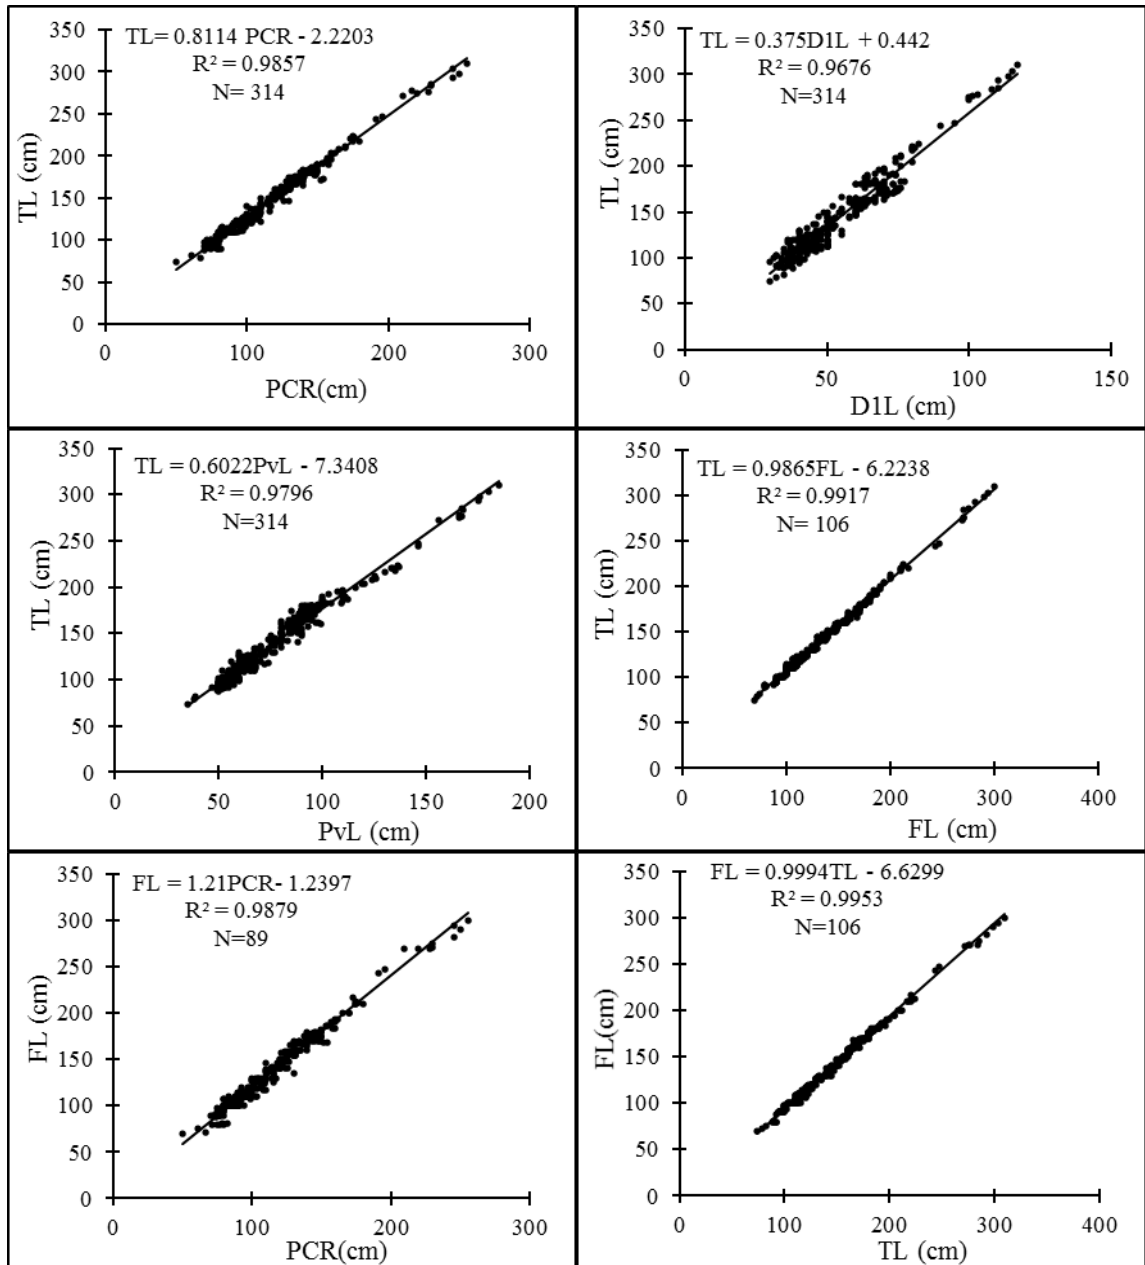 TL= 0.8114 PCR - 2.2203
R² = 0.9857
N= 314
TL (cm)
350
300
250
200
150
100
50
0
0 100 200 300
PCR(cm)
TL = 0.375D1L + 0.442
R² = 0.9676
N=314
TL (cm)
350
300
250
200
150
100
50
0
0 50 100 150
D1L (cm)
TL = 0.6022PvL - 7.3408
R² = 0.9796
N=314
TL (cm)
350
300
250
200
150
100
50
0
0 50 100 150 200
PvL (cm)
TL = 0.9865FL - 6.2238
R² = 0.9917
N= 106
TL (cm)
350
300
250
200
150
100
50
0
0 100 200 300 400
FL (cm)
FL = 1.21PCR- 1.2397
R² = 0.9879
N=89
FL (cm)
350
300
250
200
150
100
50
0
0 100 200 300
PCR(cm)
FL = 0.9994TL - 6.6299
R² = 0.9953
N=106
FL(cm)
350
300
250
200
150
100
50
0
0 100 200 300 400
TL (cm)